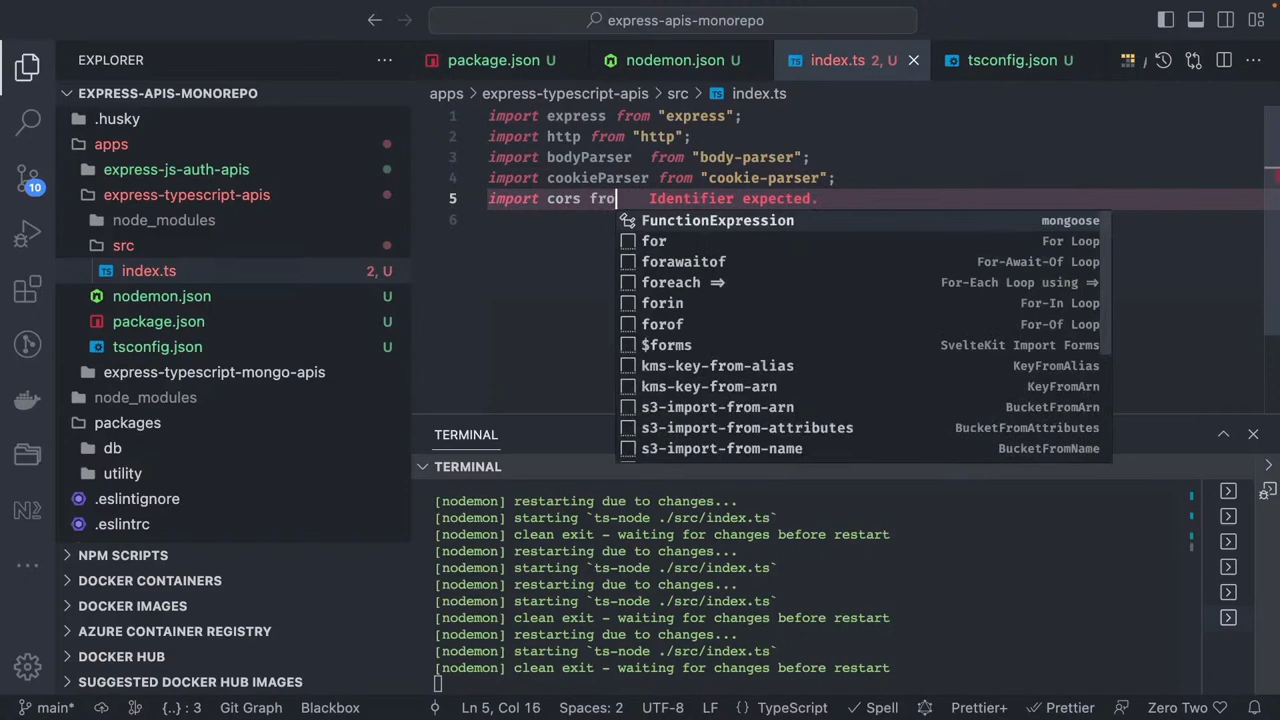 express-apis-monorepo
EXPLORER
package.json U
nodemon.json U
index.ts 2, U
tsconfig.json U
EXPRESS-APIS-MONOREPO
.husky
apps
express-js-auth-apis
express-typescript-apis
node_modules
src
index.ts 2, U
nodemon.json U
package.json U
tsconfig.json U
express-typescript-mongo-apis
node_modules
packages
db
utility
.eslintignore
.eslintrc
NPM SCRIPTS
DOCKER CONTAINERS
DOCKER IMAGES
AZURE CONTAINER REGISTRY
DOCKER HUB
SUGGESTED DOCKER HUB IMAGES
10
apps > express-typescript-apis > src > index.ts
1 import express from "express";
2 import http from "http";
3 import bodyParser  from "body-parser";
4 import cookieParser from "cookie-parser";
5 import cors fro Identifier expected.
6
FunctionExpression mongoose
for For Loop
forawaitof For-Await-Of Loop
foreach => For-Each Loop using =>
forin For-In Loop
forof For-Of Loop
$forms SvelteKit Import Forms
kms-key-from-alias KeyFromAlias
kms-key-from-arn KeyFromArn
s3-import-from-arn BucketFromArn
s3-import-from-attributes BucketFromAttributes
s3-import-from-name BucketFromName
TERMINAL
TERMINAL
[nodemon] restarting due to changes...
[nodemon] starting `ts-node ./src/index.ts`
[nodemon] clean exit - waiting for changes before restart
[nodemon] restarting due to changes...
[nodemon] starting `ts-node ./src/index.ts`
[nodemon] restarting due to changes...
[nodemon] starting `ts-node ./src/index.ts`
[nodemon] clean exit - waiting for changes before restart
[nodemon] restarting due to changes...
[nodemon] starting `ts-node ./src/index.ts`
[nodemon] clean exit - waiting for changes before restart
main* {..} : 3 Git Graph Blackbox Ln 5, Col 16 Spaces: 2 UTF-8 LF {} TypeScript Spell Prettier+ Prettier Zero Two